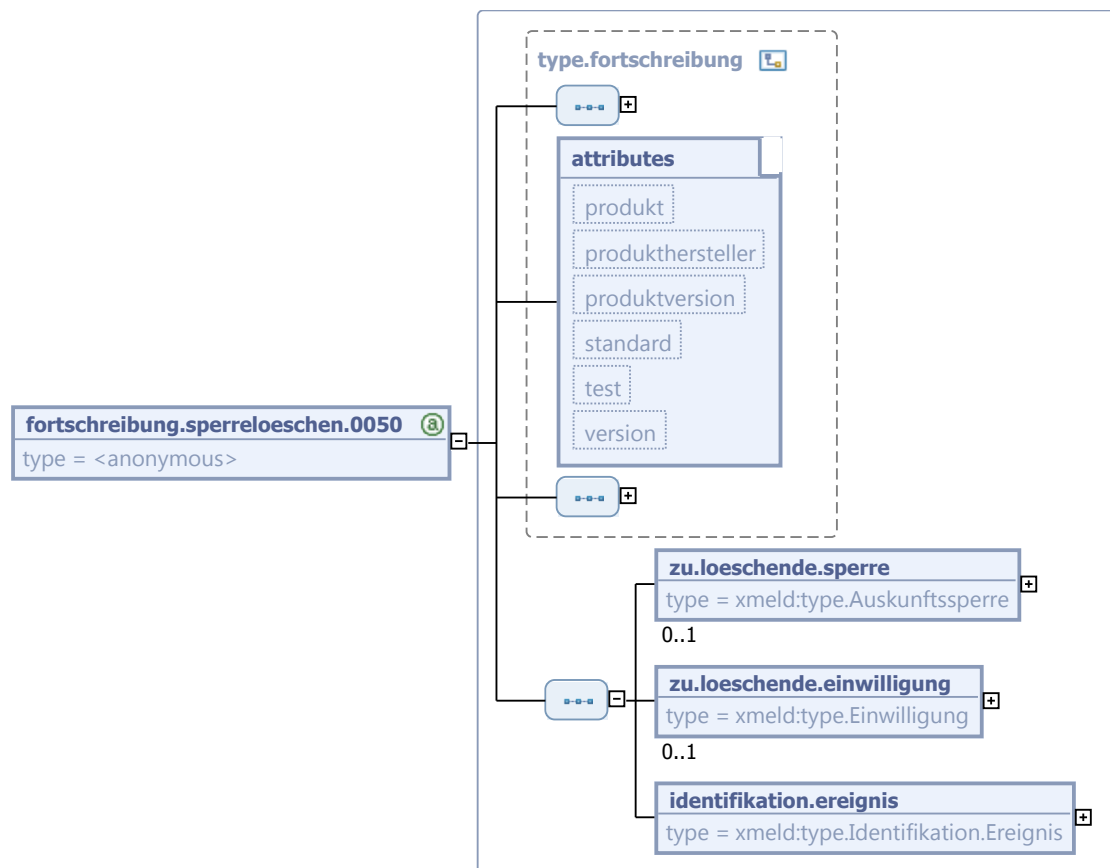 type.fortschreibung
attributes
produkt
produkthersteller
produktversion
standard
test
version
fortschreibung.sperreloeschen.0050 a
type = <anonymous>
zu.loeschende.sperre
type = xmeld:type.Auskunftssperre
0..1
zu.loeschende.einwilligung
type = xmeld:type.Einwilligung
0..1
identifikation.ereignis
type = xmeld:type.Identifikation.Ereignis